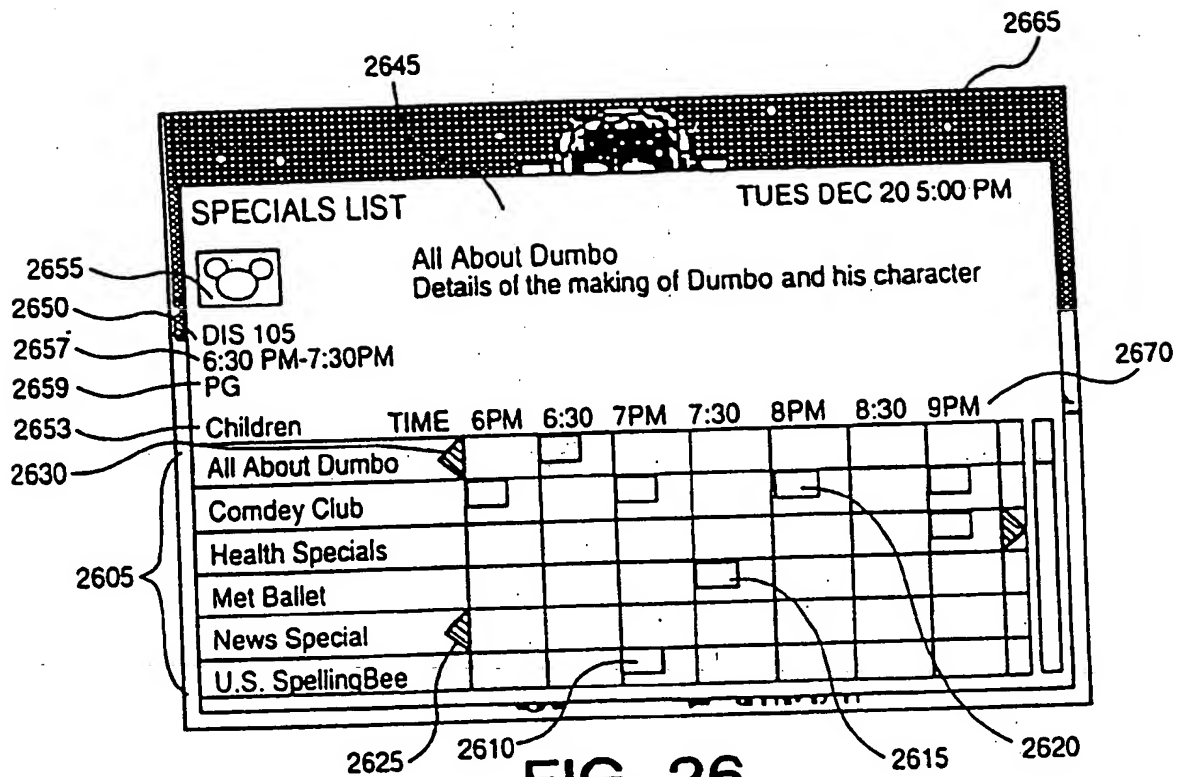 2665
2645
SPECIALS LIST
TUES DEC 20 5:00 PM
All About Dumbo
Details of the making of Dumbo and his character
2655
2650
DIS 105
2657
6:30 PM-7:30PM
2659
PG
2670
2653
Children
TIME 6PM 6:30 7PM 7:30 8PM 8:30 9PM
2630
All About Dumbo
Comdey Club
Health Specials
2605
Met Ballet
News Special
U.S. SpellingBee
2625
2610
2615
2620
FIG. 26